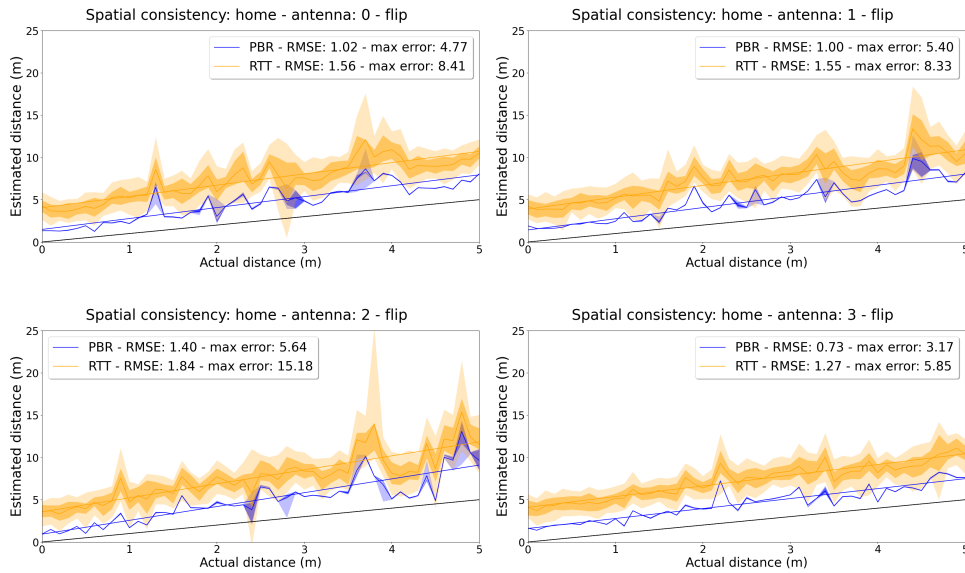 Spatial consistency: home - antenna: 0 - flip
PBR - RMSE: 1.02 - max error: 4.77
RTT - RMSE: 1.56 - max error: 8.41
Estimated distance (m)
25
20
15
10
5
0
0 1 2 3 4 5
Actual distance (m)
Spatial consistency: home - antenna: 1 - flip
PBR - RMSE: 1.00 - max error: 5.40
RTT - RMSE: 1.55 - max error: 8.33
Estimated distance (m)
25
20
15
10
5
0
0 1 2 3 4 5
Actual distance (m)
Spatial consistency: home - antenna: 2 - flip
PBR - RMSE: 1.40 - max error: 5.64
RTT - RMSE: 1.84 - max error: 15.18
Estimated distance (m)
25
20
15
10
5
0
0 1 2 3 4 5
Actual distance (m)
Spatial consistency: home - antenna: 3 - flip
PBR - RMSE: 0.73 - max error: 3.17
RTT - RMSE: 1.27 - max error: 5.85
Estimated distance (m)
25
20
15
10
5
0
0 1 2 3 4 5
Actual distance (m)